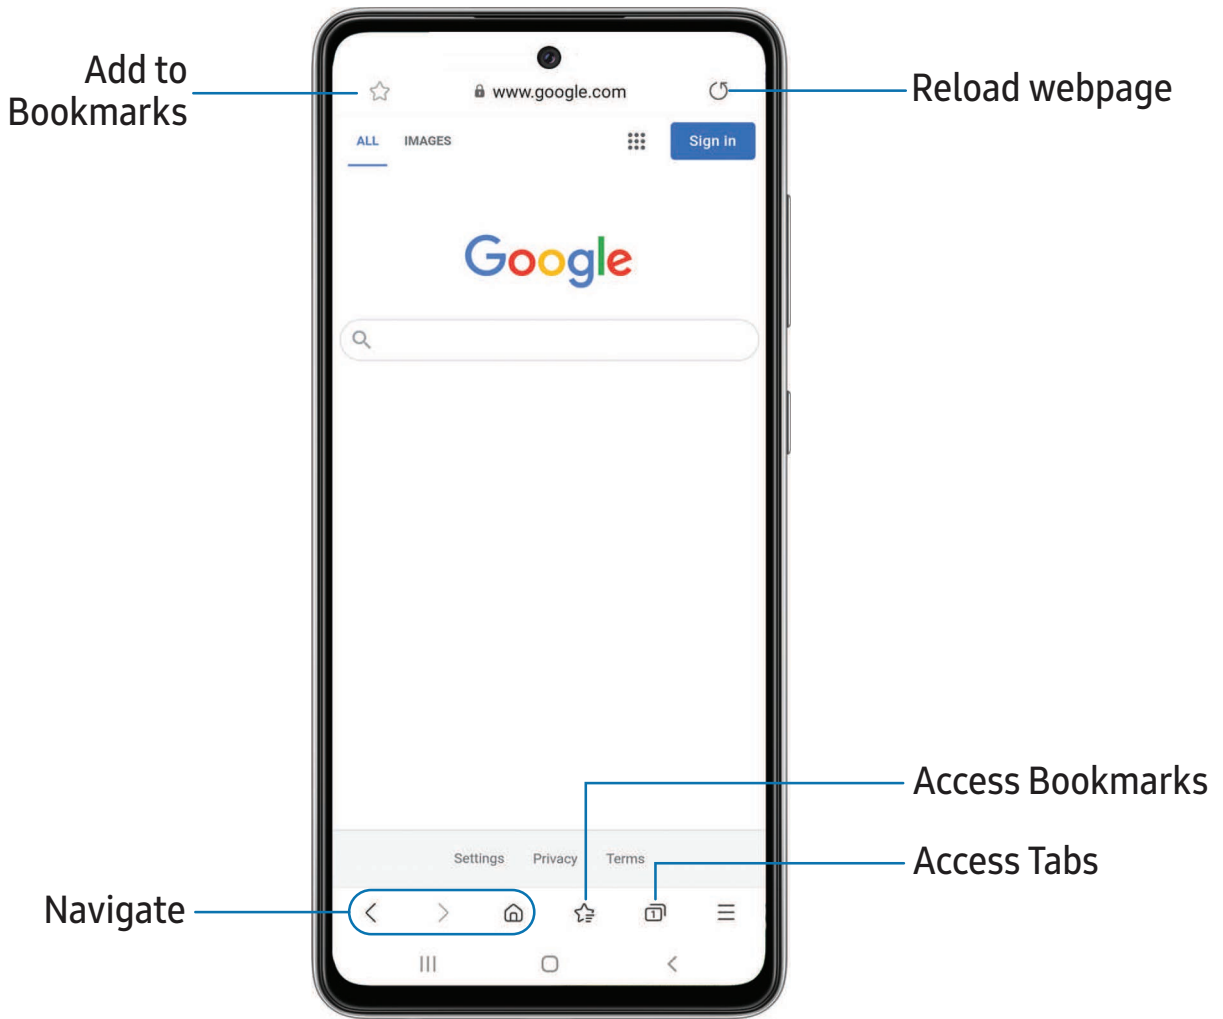 Add to
Bookmarks
www.google.com
Reload webpage
ALL IMAGES
Sign in
Google
Access Bookmarks
Settings Privacy Terms
Access Tabs
Navigate
1